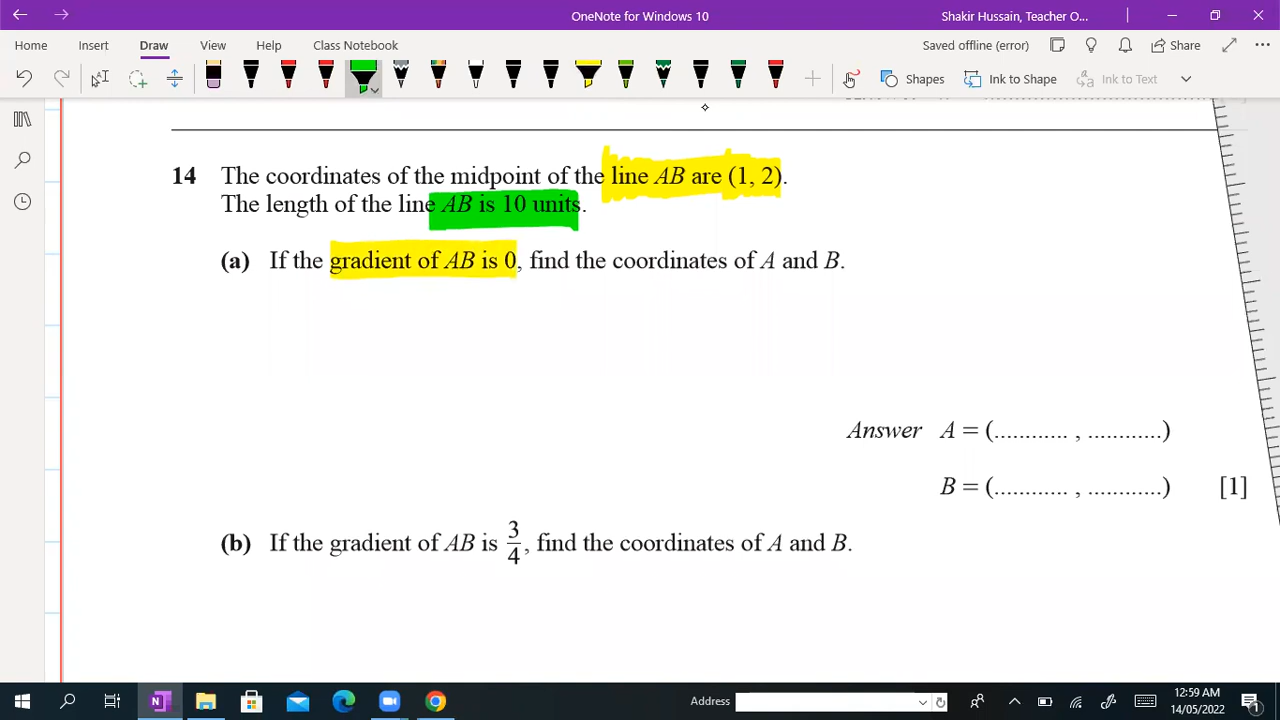 OneNote for Windows 10
Shakir Hussain, Teacher O...
Home Insert Draw View Help Class Notebook Saved offline (error) Share
Shapes Ink to Shape Ink to Text
14 The coordinates of the midpoint of the line AB are (1, 2).
The length of the line AB is 10 units.
(a) If the gradient of AB is 0, find the coordinates of A and B.
Answer A = (............ , ............)
B = (............ , ............) [1]
(b) If the gradient of AB is 3/4, find the coordinates of A and B.
Address
12:59 AM
14/05/2022